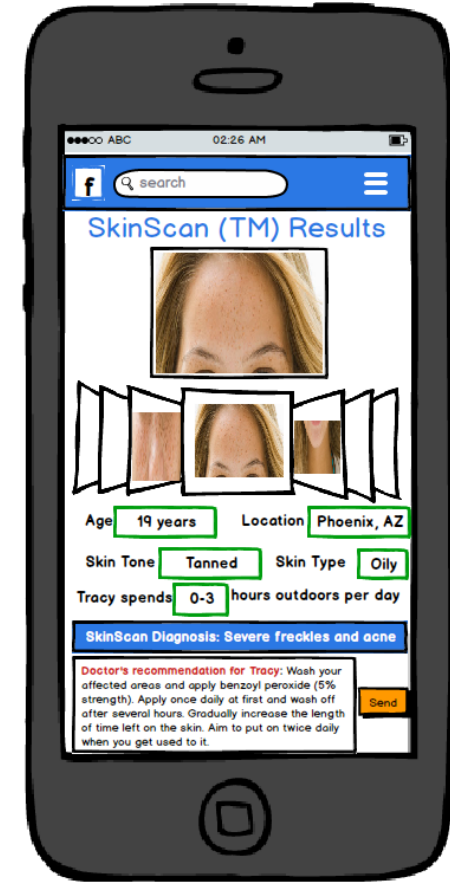 ABC 02:26 AM
f search
SkinScan (TM) Results
Age 19 years Location Phoenix, AZ
Skin Tone Tanned Skin Type Oily
Tracy spends 0-3 hours outdoors per day
SkinScan Diagnosis: Severe freckles and acne
Doctor's recommendation for Tracy: Wash your
affected areas and apply benzoyl peroxide (5%
strength). Apply once daily at first and wash off
after several hours. Gradually increase the length
of time left on the skin. Aim to put on twice daily
when you get used to it.
Send